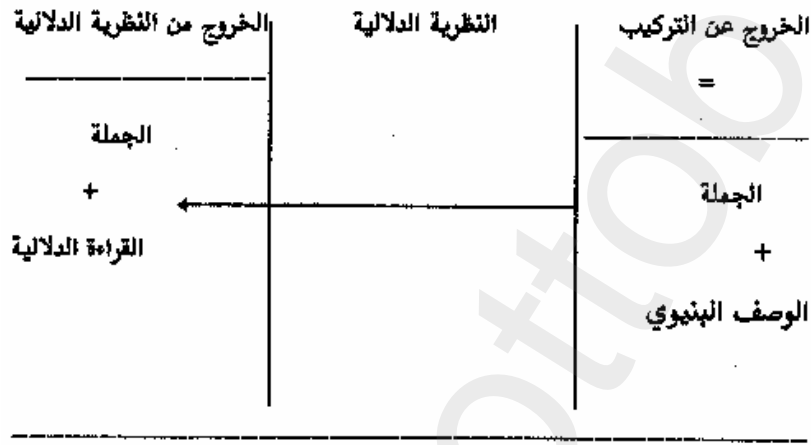 الخروج عن التركيب
=
الجملة
+
الوصف البنيوي
النظرية الدلالية
الخروج من النظرية الدلالية
الجملة
+
القراءة الدلالية